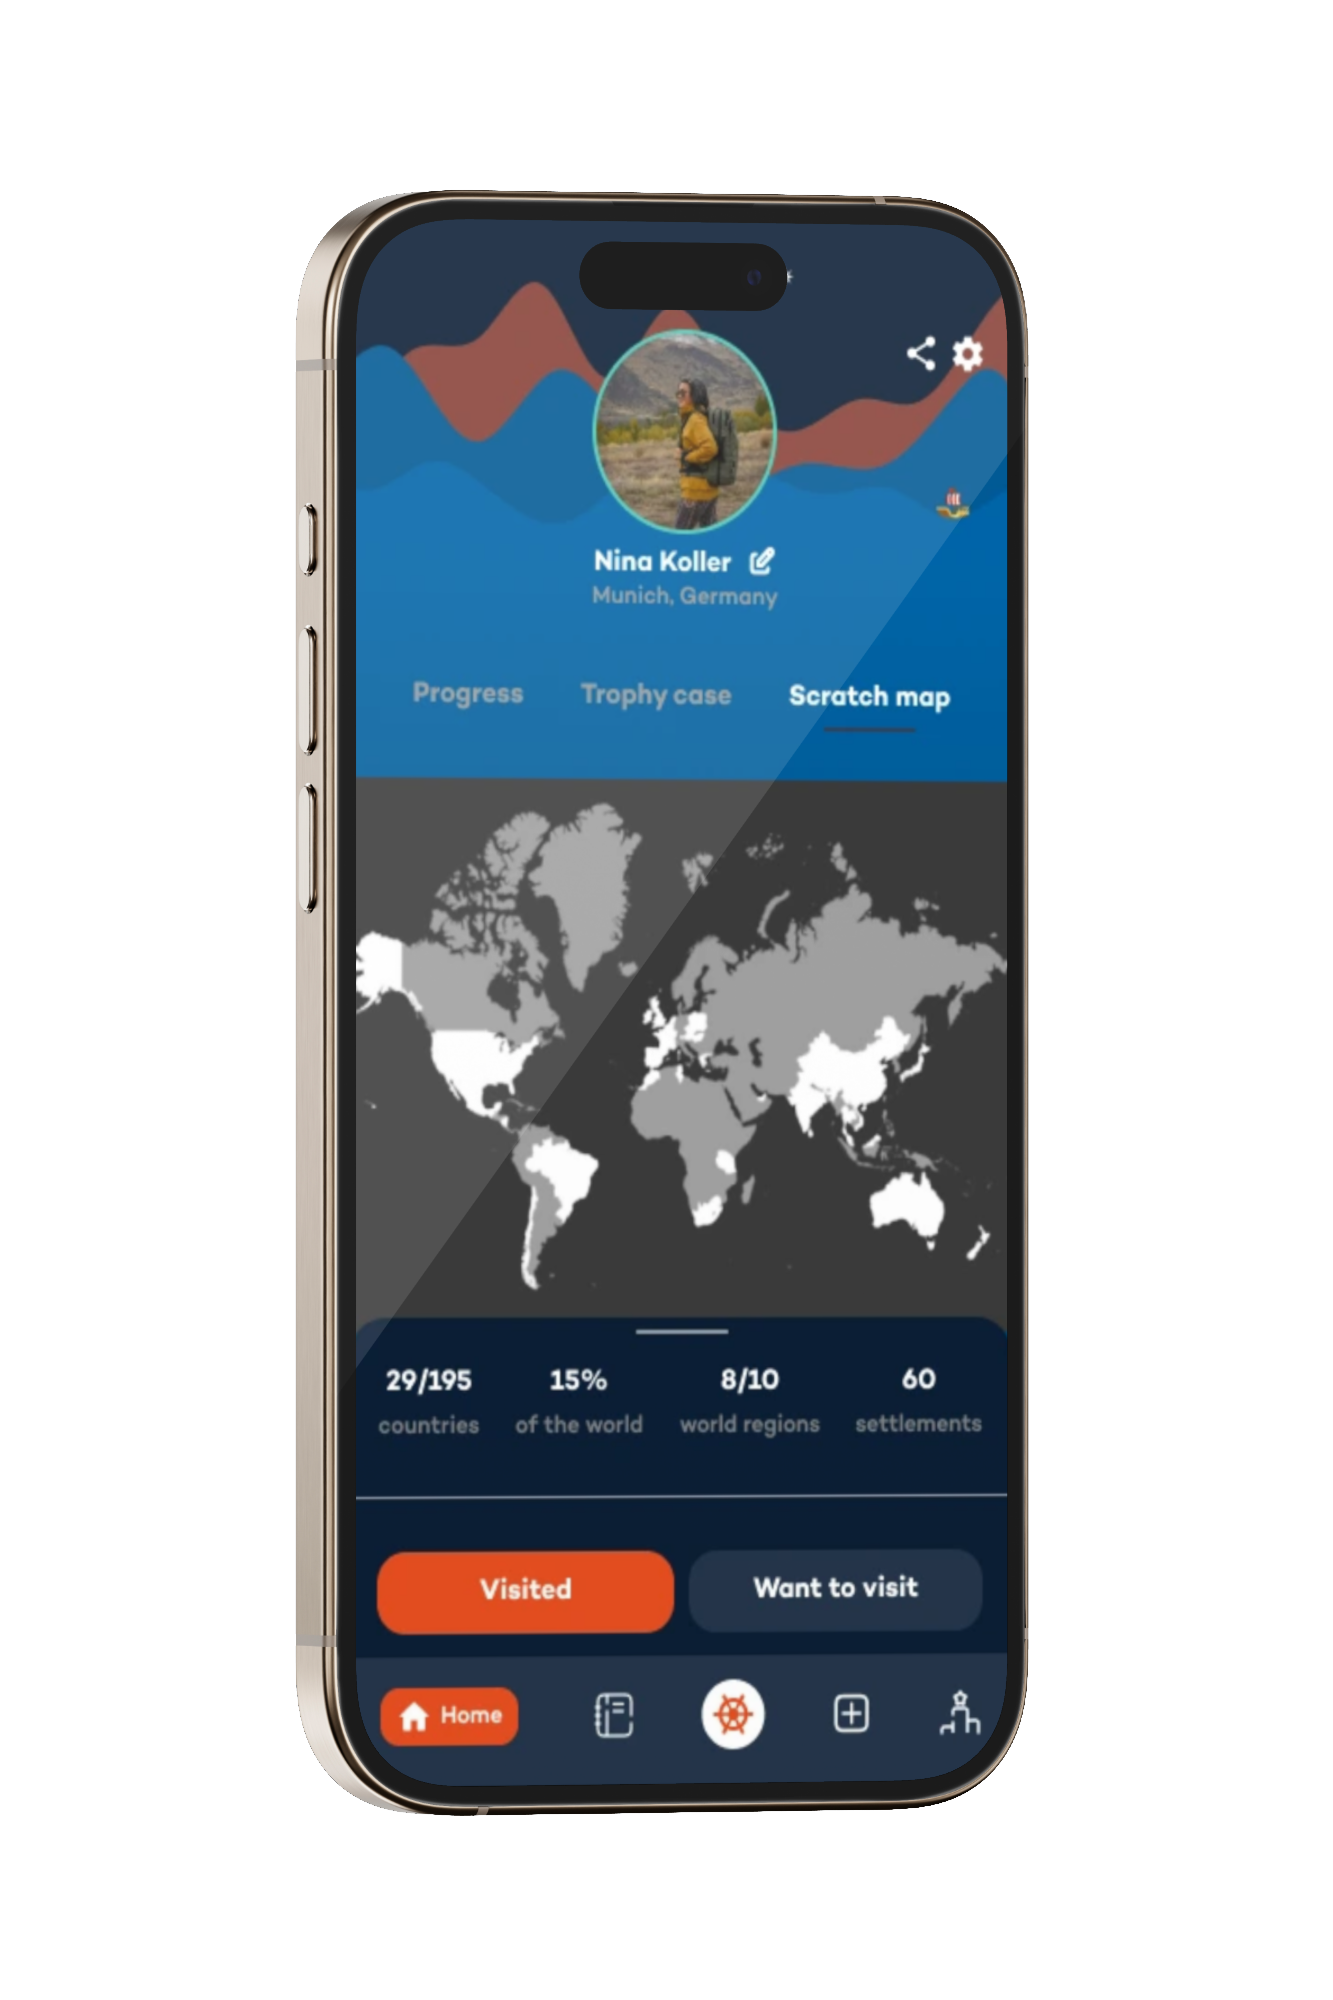 Nina Koller
Munich, Germany
Progress Trophy case Scratch map
29/195 15% 8/10 60
countries of the world world regions settlements
Visited Want to visit
Home